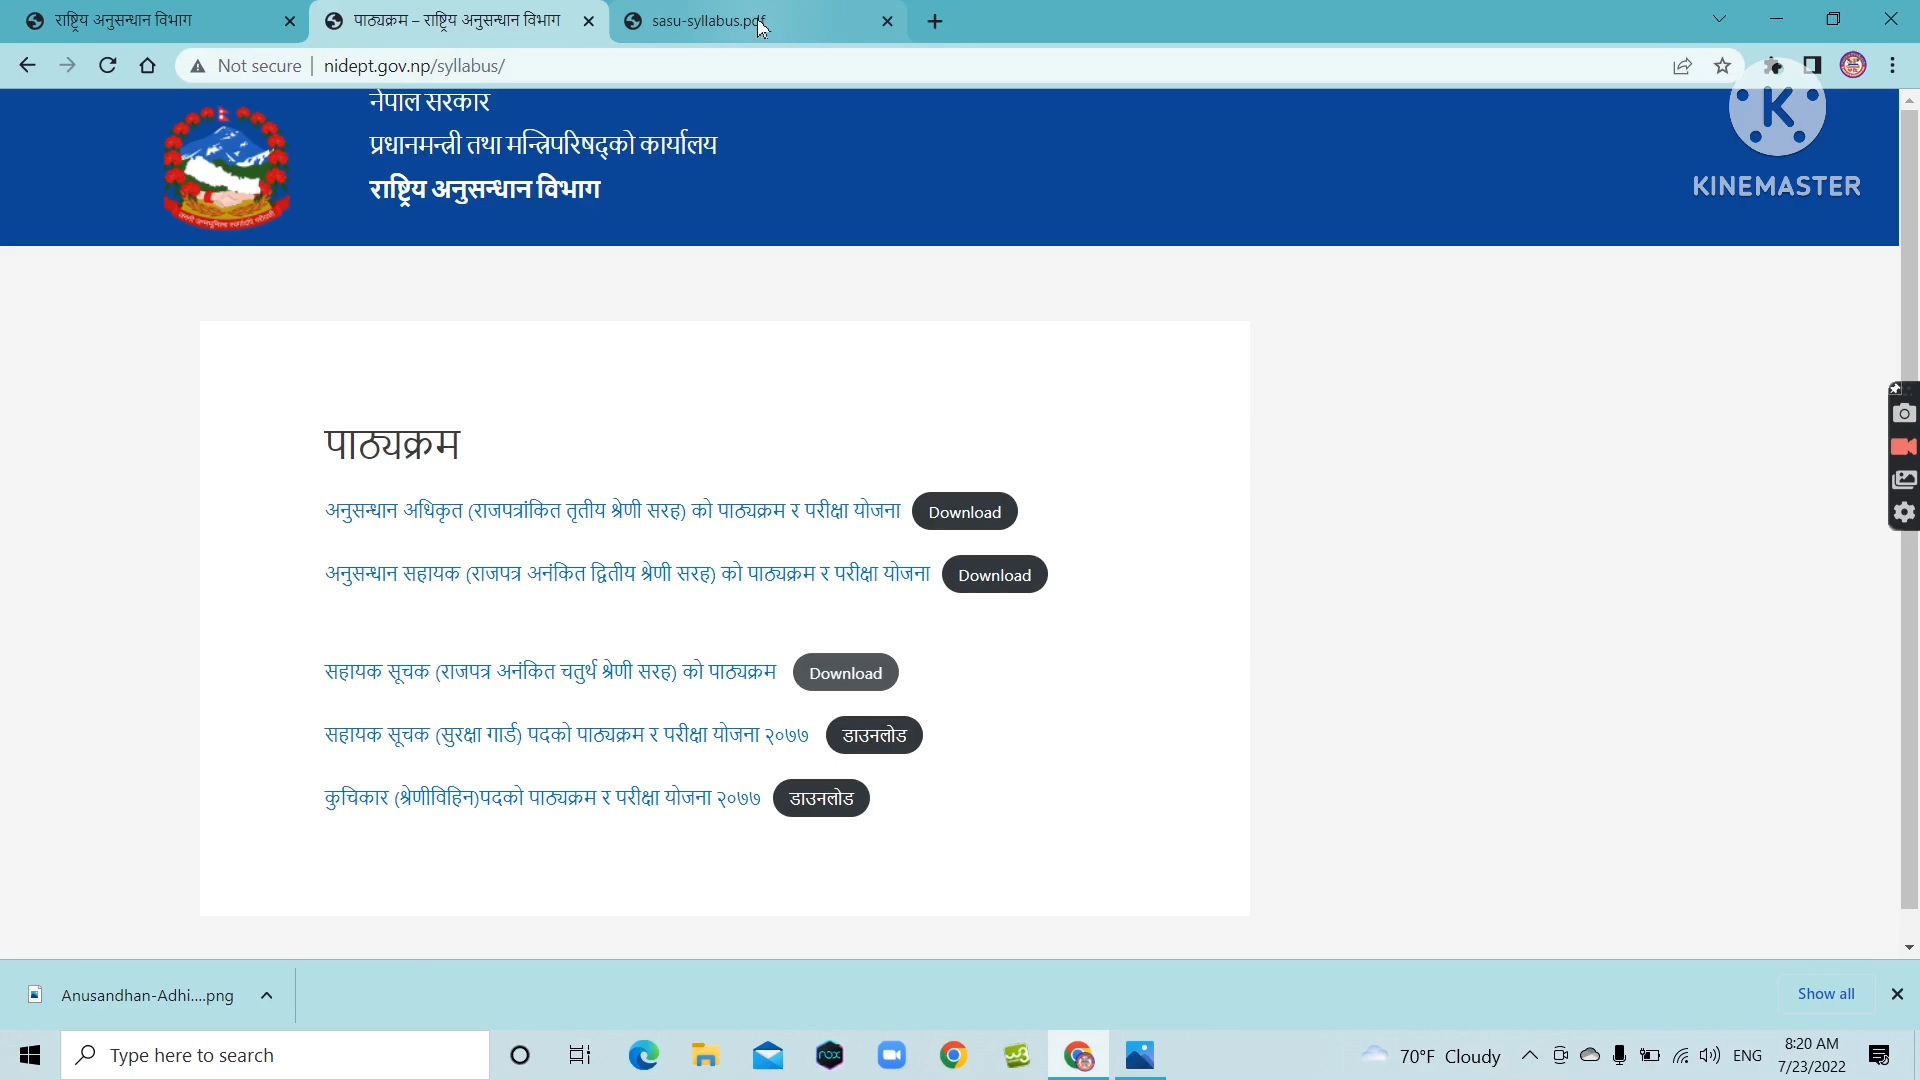 राष्ट्रिय अनुसन्धान विभाग
पाठ्यक्रम – राष्ट्रिय अनुसन्धान विभाग
sasu-syllabus.pdf
Not secure | nidept.gov.np/syllabus/
नेपाल सरकार
प्रधानमन्त्री तथा मन्त्रिपरिषद्को कार्यालय
राष्ट्रिय अनुसन्धान विभाग
K
KINEMASTER
पाठ्यक्रम
अनुसन्धान अधिकृत (राजपत्रांकित तृतीय श्रेणी सरह) को पाठ्यक्रम र परीक्षा योजना Download
अनुसन्धान सहायक (राजपत्र अनंकित द्वितीय श्रेणी सरह) को पाठ्यक्रम र परीक्षा योजना Download
सहायक सूचक (राजपत्र अनंकित चतुर्थ श्रेणी सरह) को पाठ्यक्रम Download
सहायक सूचक (सुरक्षा गार्ड) पदको पाठ्यक्रम र परीक्षा योजना २०७७ डाउनलोड
कुचिकार (श्रेणीविहिन)पदको पाठ्यक्रम र परीक्षा योजना २०७७ डाउनलोड
Anusandhan-Adhi....png
Show all
Type here to search
nox
w3
70°F Cloudy
ENG
8:20 AM
7/23/2022